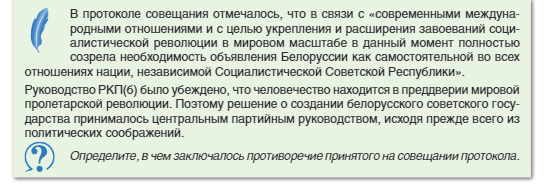 В протоколе совещания отмечалось, что в связи с «современными междуна-
родными отношениями и с целью укрепления и расширения завоеваний соци-
алистической революции в мировом масштабе в данный момент полностью
созрела необходимость объявления Белоруссии как самостоятельной во всех
отношениях нации, независимой Социалистической Советской Республики».
Руководство РКП(б) было убеждено, что человечество находится в преддверии мировой
пролетарской революции. Поэтому решение о создании белорусского советского госу-
дарства принималось центральным партийным руководством, исходя прежде всего из
политических соображений.
Определите, в чем заключалось противоречие принятого на совещании протокола.